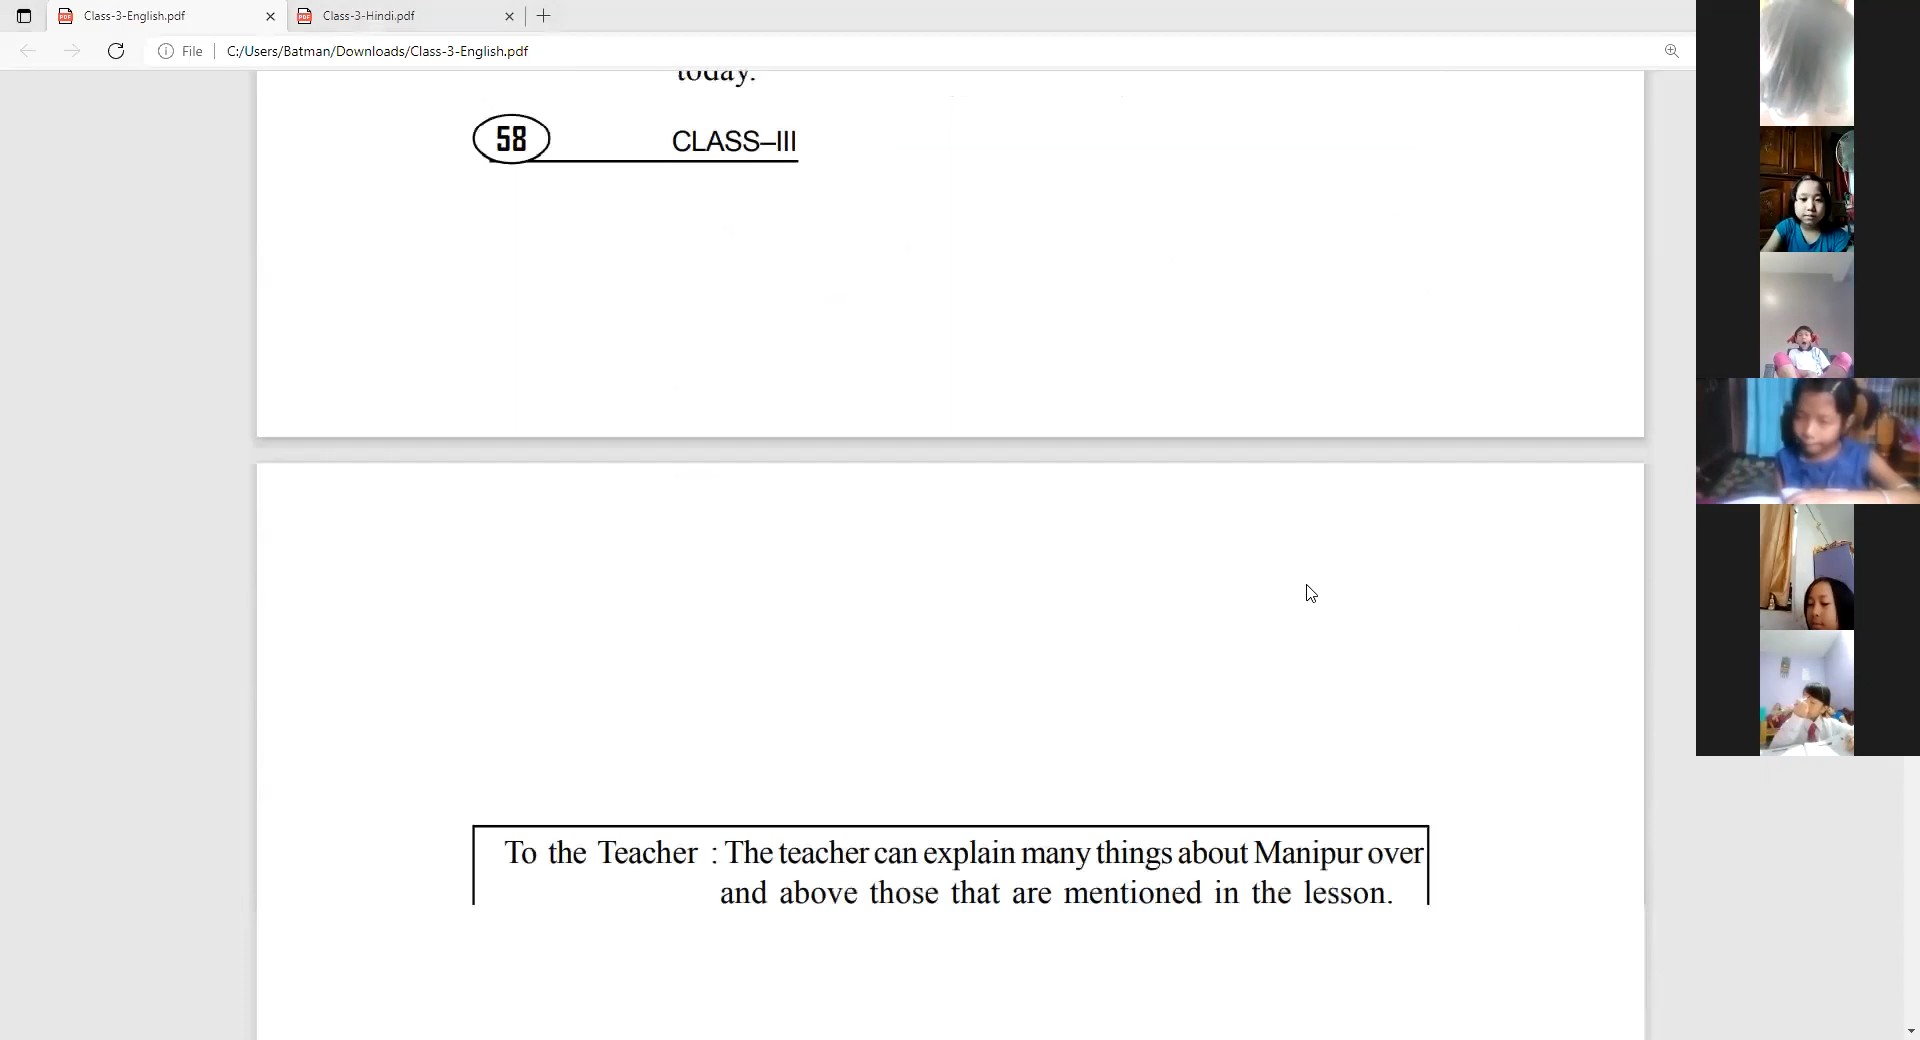 Class-3-English.pdf
Class-3-Hindi.pdf
File C:/Users/Batman/Downloads/Class-3-English.pdf
today.
58 CLASS–III
To the Teacher : The teacher can explain many things about Manipur over
and above those that are mentioned in the lesson.